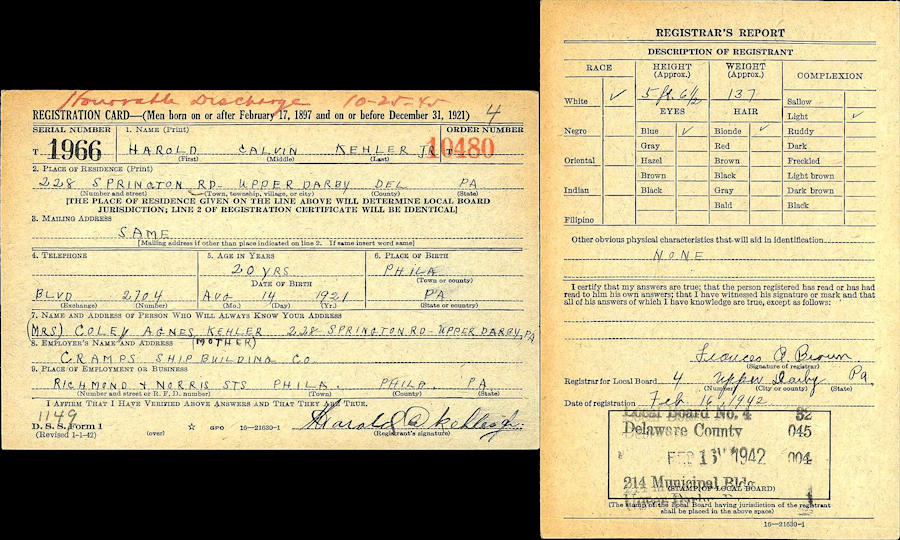 Honorable Discharge 10-25-45
REGISTRATION CARD—(Men born on or after February 17, 1897 and on or before December 31, 1921) 4
SERIAL NUMBER 1. NAME (Print) ORDER NUMBER
T 1966 HAROLD CALVIN KEHLER JR T 10480
(First) (Middle) (Last)
2. PLACE OF RESIDENCE (Print)
228 SPRINGTON RD- UPPER DARBY DEL PA
(Number and street) (Town, township, village, or city) (County) (State)
[THE PLACE OF RESIDENCE GIVEN ON THE LINE ABOVE WILL DETERMINE LOCAL BOARD
JURISDICTION; LINE 2 OF REGISTRATION CERTIFICATE WILL BE IDENTICAL]
3. MAILING ADDRESS
SAME
[Mailing address if other than place indicated on line 2. If same insert word same]
4. TELEPHONE 5. AGE IN YEARS 6. PLACE OF BIRTH
20 YRS PHILA
DATE OF BIRTH (Town or county)
BLVD 2704 AUG 14 1921 PA
(Exchange) (Number) (Mo.) (Day) (Yr.) (State or country)
7. NAME AND ADDRESS OF PERSON WHO WILL ALWAYS KNOW YOUR ADDRESS
(MRS) COLEY AGNES KEHLER 228 SPRINGTON RD- UPPER DARBY, PA
8. EMPLOYER'S NAME AND ADDRESS (MOTHER)
CRAMPS SHIP BUILDING CO
9. PLACE OF EMPLOYMENT OR BUSINESS
RICHMOND & NORRIS STS PHILA. PHILA. PA.
(Number and street or R. F. D. number) (Town) (County) (State)
I AFFIRM THAT I HAVE VERIFIED ABOVE ANSWERS AND THAT THEY ARE TRUE.
1149
D. S. S. Form 1
(Revised 1-1-42) (over) GPO 16—21630-1 (Registrant's signature)
Harold C Kehler jr.
REGISTRAR'S REPORT
DESCRIPTION OF REGISTRANT
RACE HEIGHT (Approx.) WEIGHT (Approx.) COMPLEXION
White ✓ 5 ft. 6 1/2 137 Sallow
EYES HAIR Light ✓
Negro Blue ✓ Blonde ✓ Ruddy
Gray Red Dark
Oriental Hazel Brown Freckled
Brown Black Light brown
Indian Black Gray Dark brown
Bald Black
Filipino
Other obvious physical characteristics that will aid in identification
NONE
I certify that my answers are true; that the person registered has read or has had
read to him his own answers; that I have witnessed his signature or mark and that
all of his answers of which I have knowledge are true, except as follows:
Frances R Brown
(Signature of registrar)
Registrar for Local Board 4 Upper Darby Pa.
(Number) (City or county) (State)
Date of registration Feb 16, 1942
Local Board No. 4 32
Delaware County 045
FEB 16 1942 004
214 Municipal Bldg.
(STAMP OF LOCAL BOARD)
1
(The stamp of the Local Board having jurisdiction of the registrant
shall be placed in the above space)
16—21630-1